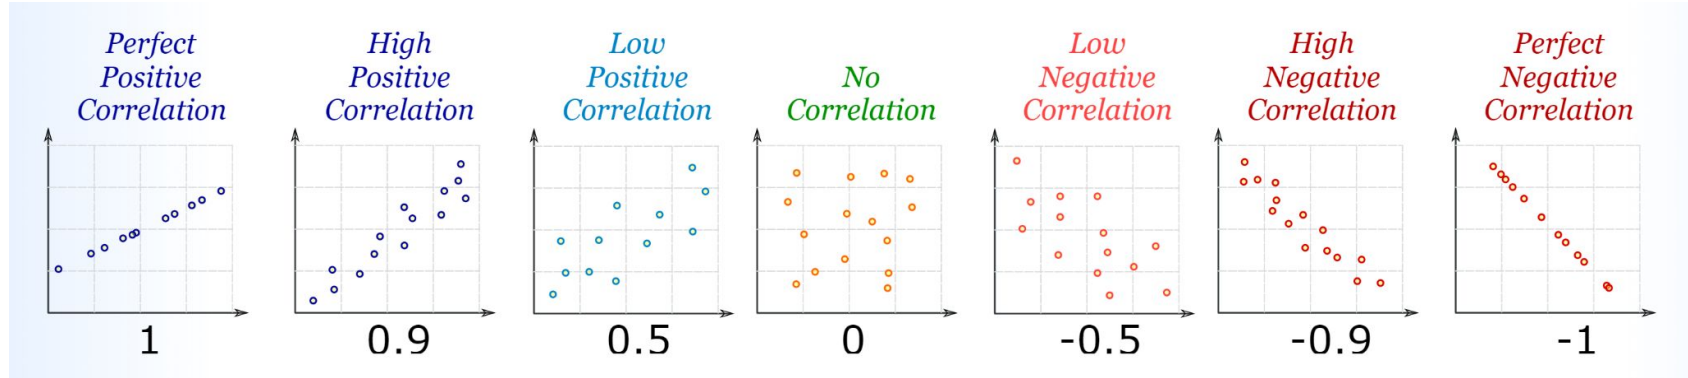 Perfect
Positive
Correlation
High
Positive
Correlation
Low
Positive
Correlation
No
Correlation
Low
Negative
Correlation
High
Negative
Correlation
Perfect
Negative
Correlation
1
0.9
0.5
0
-0.5
-0.9
-1